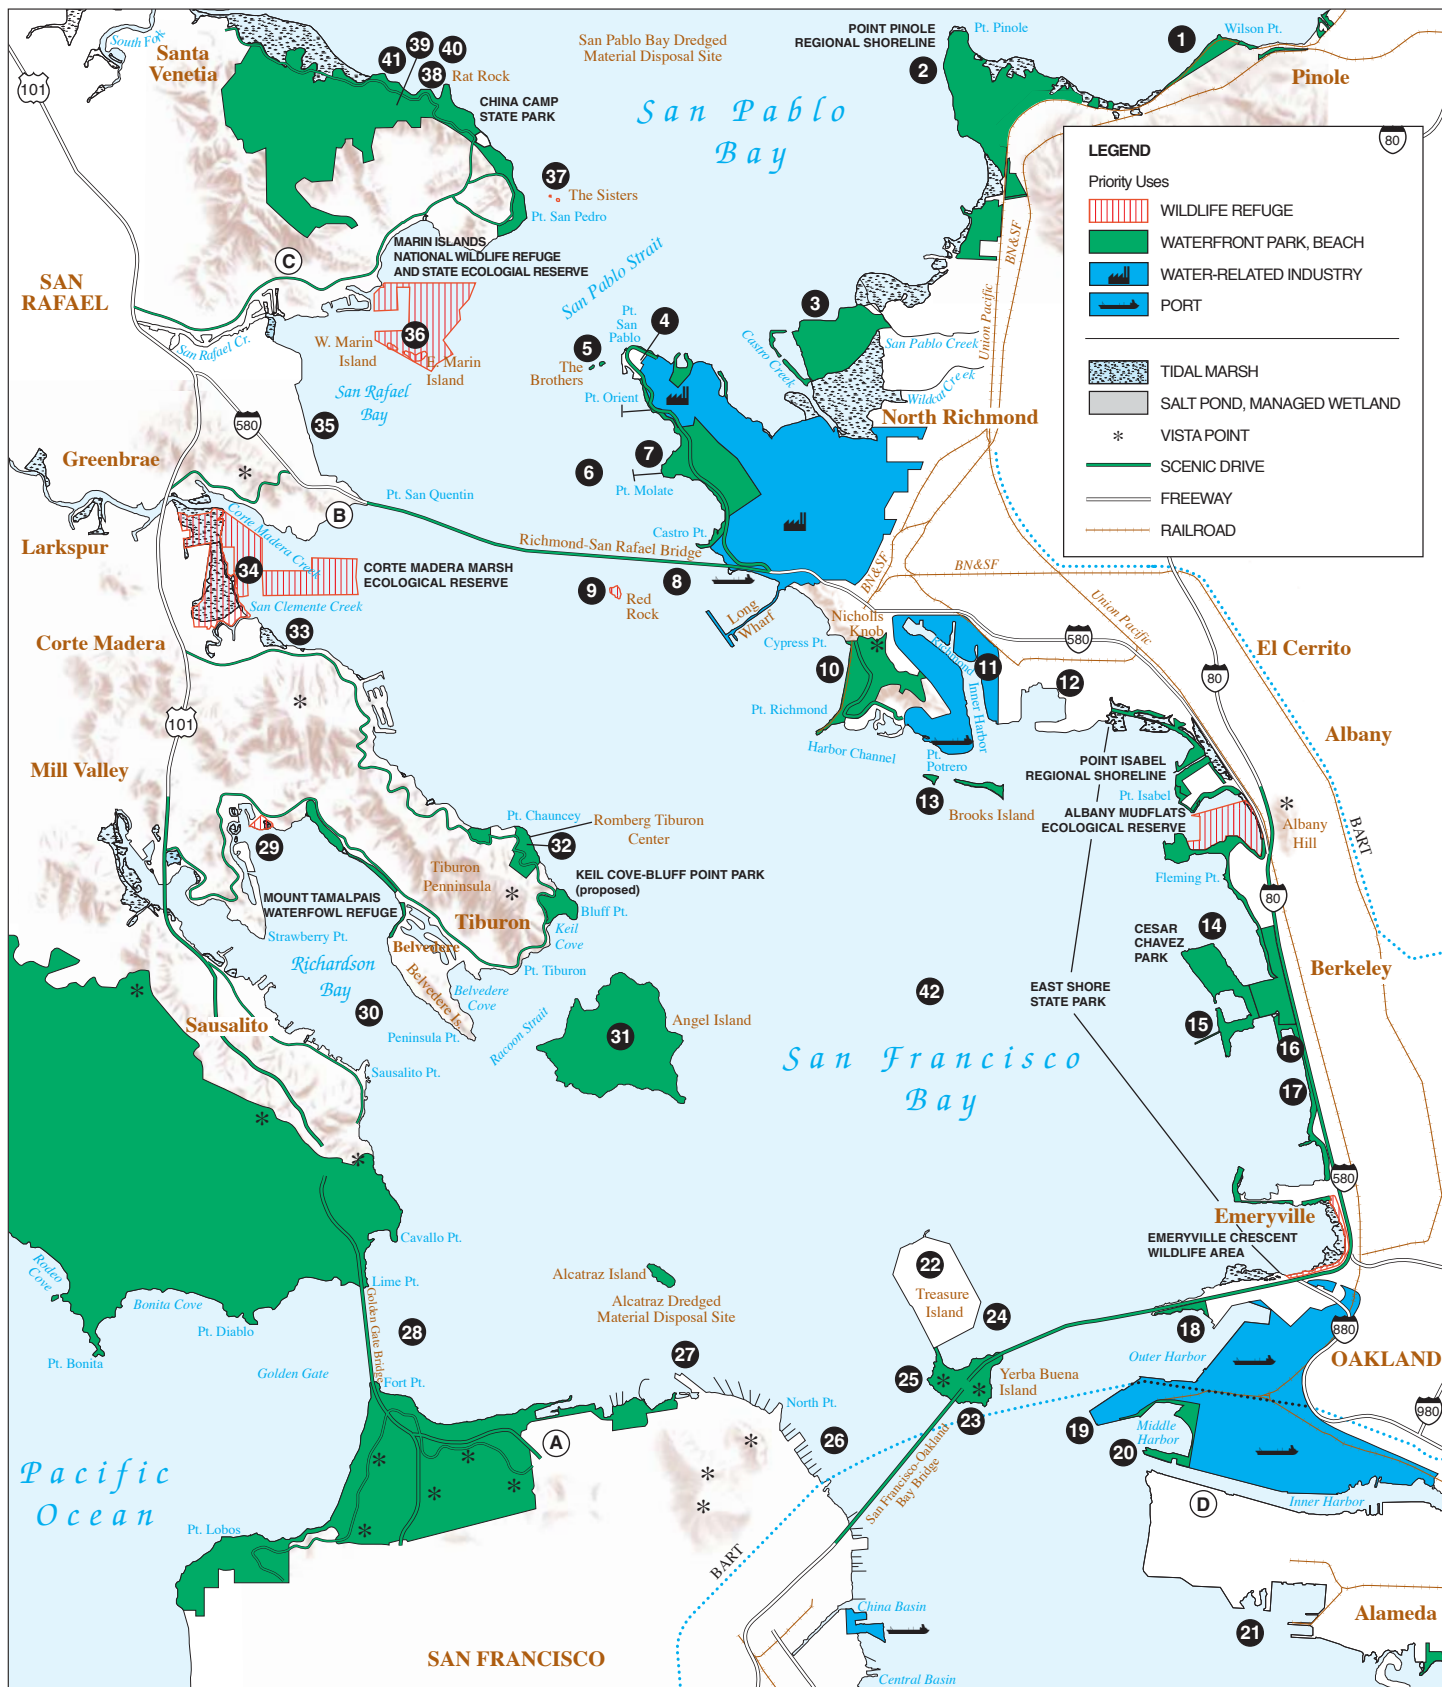 South Fork
Santa
Venetia
101
41
39
40
38
Rat Rock
CHINA CAMP
STATE PARK
San Pablo Bay Dredged
Material Disposal Site
San Pablo
Bay
POINT PINOLE
REGIONAL SHORELINE
Pt. Pinole
2
1
Wilson Pt.
Pinole
80
LEGEND
Priority Uses
WILDLIFE REFUGE
WATERFRONT PARK, BEACH
WATER-RELATED INDUSTRY
PORT
TIDAL MARSH
SALT POND, MANAGED WETLAND
VISTA POINT
SCENIC DRIVE
FREEWAY
RAILROAD
37
The Sisters
Pt. San Pedro
MARIN ISLANDS
NATIONAL WILDLIFE REFUGE
AND STATE ECOLOGIAL RESERVE
C
SAN
RAFAEL
San Rafael Cr.
W. Marin
Island
36
E. Marin
Island
San Rafael
Bay
35
580
San Pablo Strait
Pt.
San
Pablo
4
5
The
Brothers
Pt. Orient
3
Castro Creek
San Pablo Creek
Wildcat Creek
Union Pacific
BN&SF
North Richmond
Greenbrae
Pt. San Quentin
B
6
7
Pt. Molate
Castro Pt.
Richmond-San Rafael Bridge
Larkspur
Corte Madera Creek
34
CORTE MADERA MARSH
ECOLOGICAL RESERVE
San Clemente Creek
33
9
Red
Rock
8
Long
Wharf
BN&SF
BN&SF
Union Pacific
Nicholls
Knob
Cypress Pt.
10
Pt. Richmond
Harbor Channel
Richmond
Inner Harbor
11
12
580
80
El Cerrito
Corte Madera
101
Mill Valley
Pt.
Potrero
13
Brooks Island
POINT ISABEL
REGIONAL SHORELINE
Pt. Isabel
ALBANY MUDFLATS
ECOLOGICAL RESERVE
Albany
Albany
Hill
BART
Fleming Pt.
80
29
Pt. Chauncey
Romberg Tiburon
Center
32
KEIL COVE-BLUFF POINT PARK
(proposed)
Tiburon
Penninsula
Tiburon
Bluff Pt.
Keil
Cove
MOUNT TAMALPAIS
WATERFOWL REFUGE
Strawberry Pt.
Belvedere
Belvedere Is.
Pt. Tiburon
Belvedere
Cove
Richardson
Bay
30
Peninsula Pt.
Racoon Strait
31
Angel Island
Sausalito
Sausalito Pt.
42
San Francisco
Bay
CESAR
CHAVEZ
PARK
14
Berkeley
EAST SHORE
STATE PARK
15
16
17
580
Emeryville
EMERYVILLE CRESCENT
WILDLIFE AREA
Rodeo
Cove
Cavallo Pt.
Lime Pt.
Bonita Cove
Pt. Diablo
Pt. Bonita
Golden Gate
Golden Gate Bridge
28
Fort Pt.
Alcatraz Island
Alcatraz Dredged
Material Disposal Site
27
22
Treasure
Island
24
25
Yerba Buena
Island
23
18
Outer Harbor
880
OAKLAND
980
19
Middle
Harbor
20
Inner Harbor
D
North Pt.
26
San Francisco-Oakland
Bay Bridge
A
Pacific
Ocean
Pt. Lobos
BART
China Basin
Central Basin
SAN FRANCISCO
21
Alameda